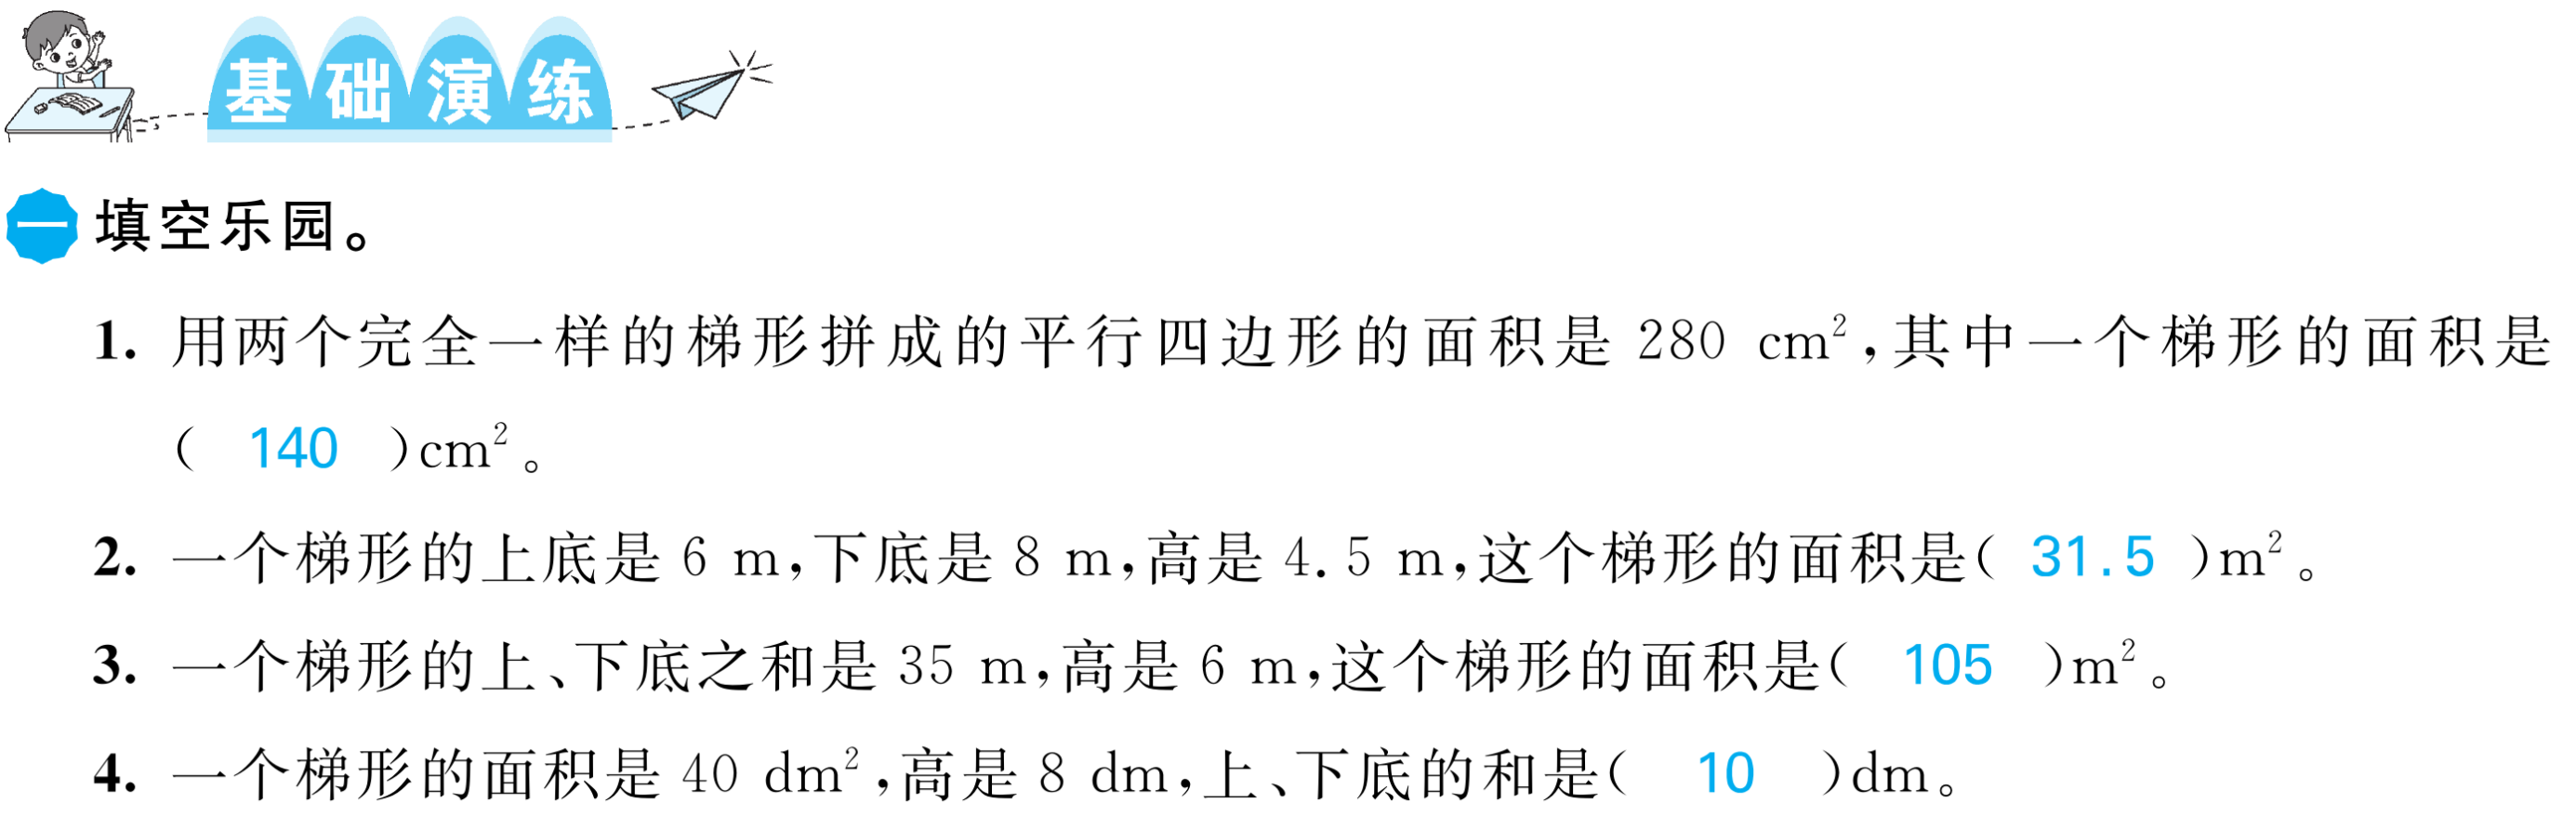 基础演练
一 填空乐园。
1. 用两个完全一样的梯形拼成的平行四边形的面积是 280 cm²,其中一个梯形的面积是
( 140 )cm²。
2. 一个梯形的上底是 6 m,下底是 8 m,高是 4.5 m,这个梯形的面积是( 31.5 )m²。
3. 一个梯形的上、下底之和是 35 m,高是 6 m,这个梯形的面积是( 105 )m²。
4. 一个梯形的面积是 40 dm²,高是 8 dm,上、下底的和是( 10 )dm。